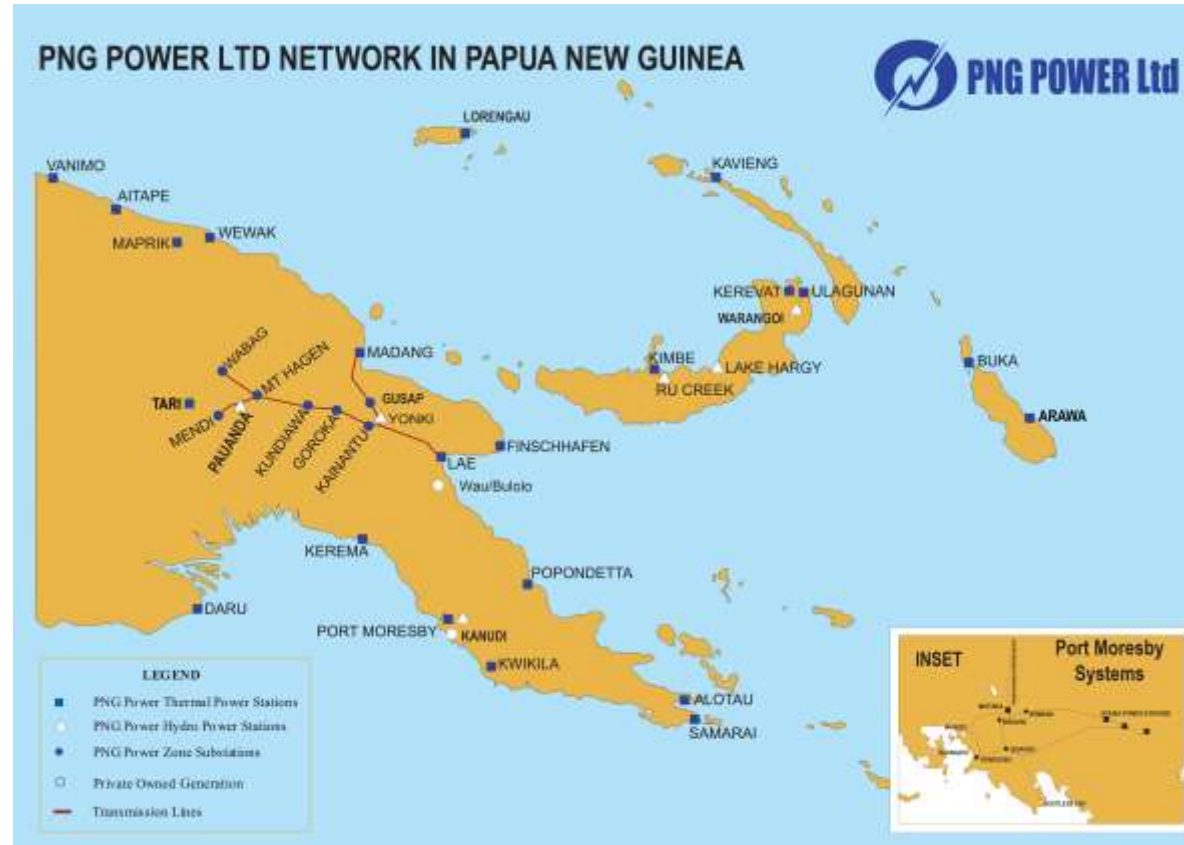 PNG POWER LTD NETWORK IN PAPUA NEW GUINEA
PNG POWER Ltd
LORENGAU
VANIMO
KAVIENG
AITAPE
WEWAK
MAPRIK
KEREVAT
ULAGUNAN
WARANGOI
WABAG
MADANG
KIMBE
LAKE HARGY
BUKA
MT HAGEN
RU CREEK
TARI
GUSAP
MENDI
YONKI
ARAWA
PAUANDA
KUNDIAWA
GOROKA
KAINANTU
FINSCHHAFEN
LAE
Wau/Bulolo
KEREMA
POPONDETTA
DARU
PORT MORESBY
KANUDI
KWIKILA
ALOTAU
SAMARAI
LEGEND
PNG Power Thermal Power Stations
PNG Power Hydro Power Stations
PNG Power Zone Substations
Private Owned Generation
Transmission Lines
INSET
Port Moresby
Systems